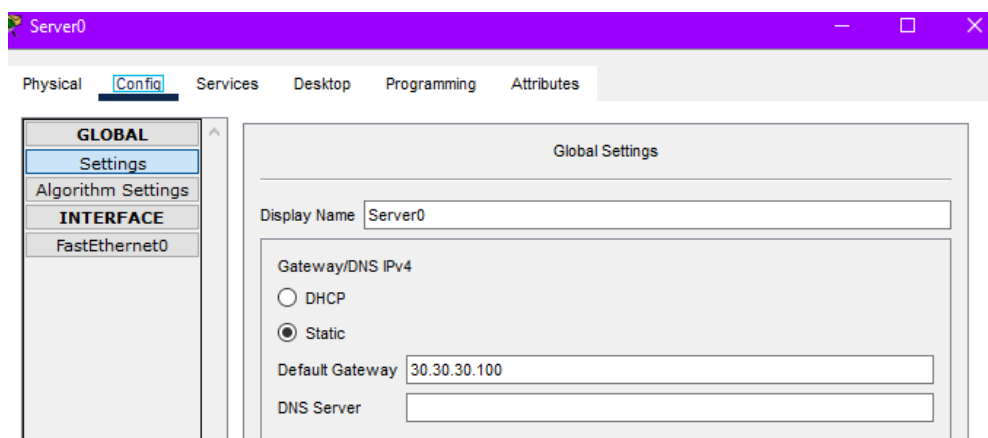 Server0
Physical Config Services Desktop Programming Attributes
GLOBAL
Settings
Algorithm Settings
INTERFACE
FastEthernet0
Global Settings
Display Name Server0
Gateway/DNS IPv4
DHCP
Static
Default Gateway 30.30.30.100
DNS Server